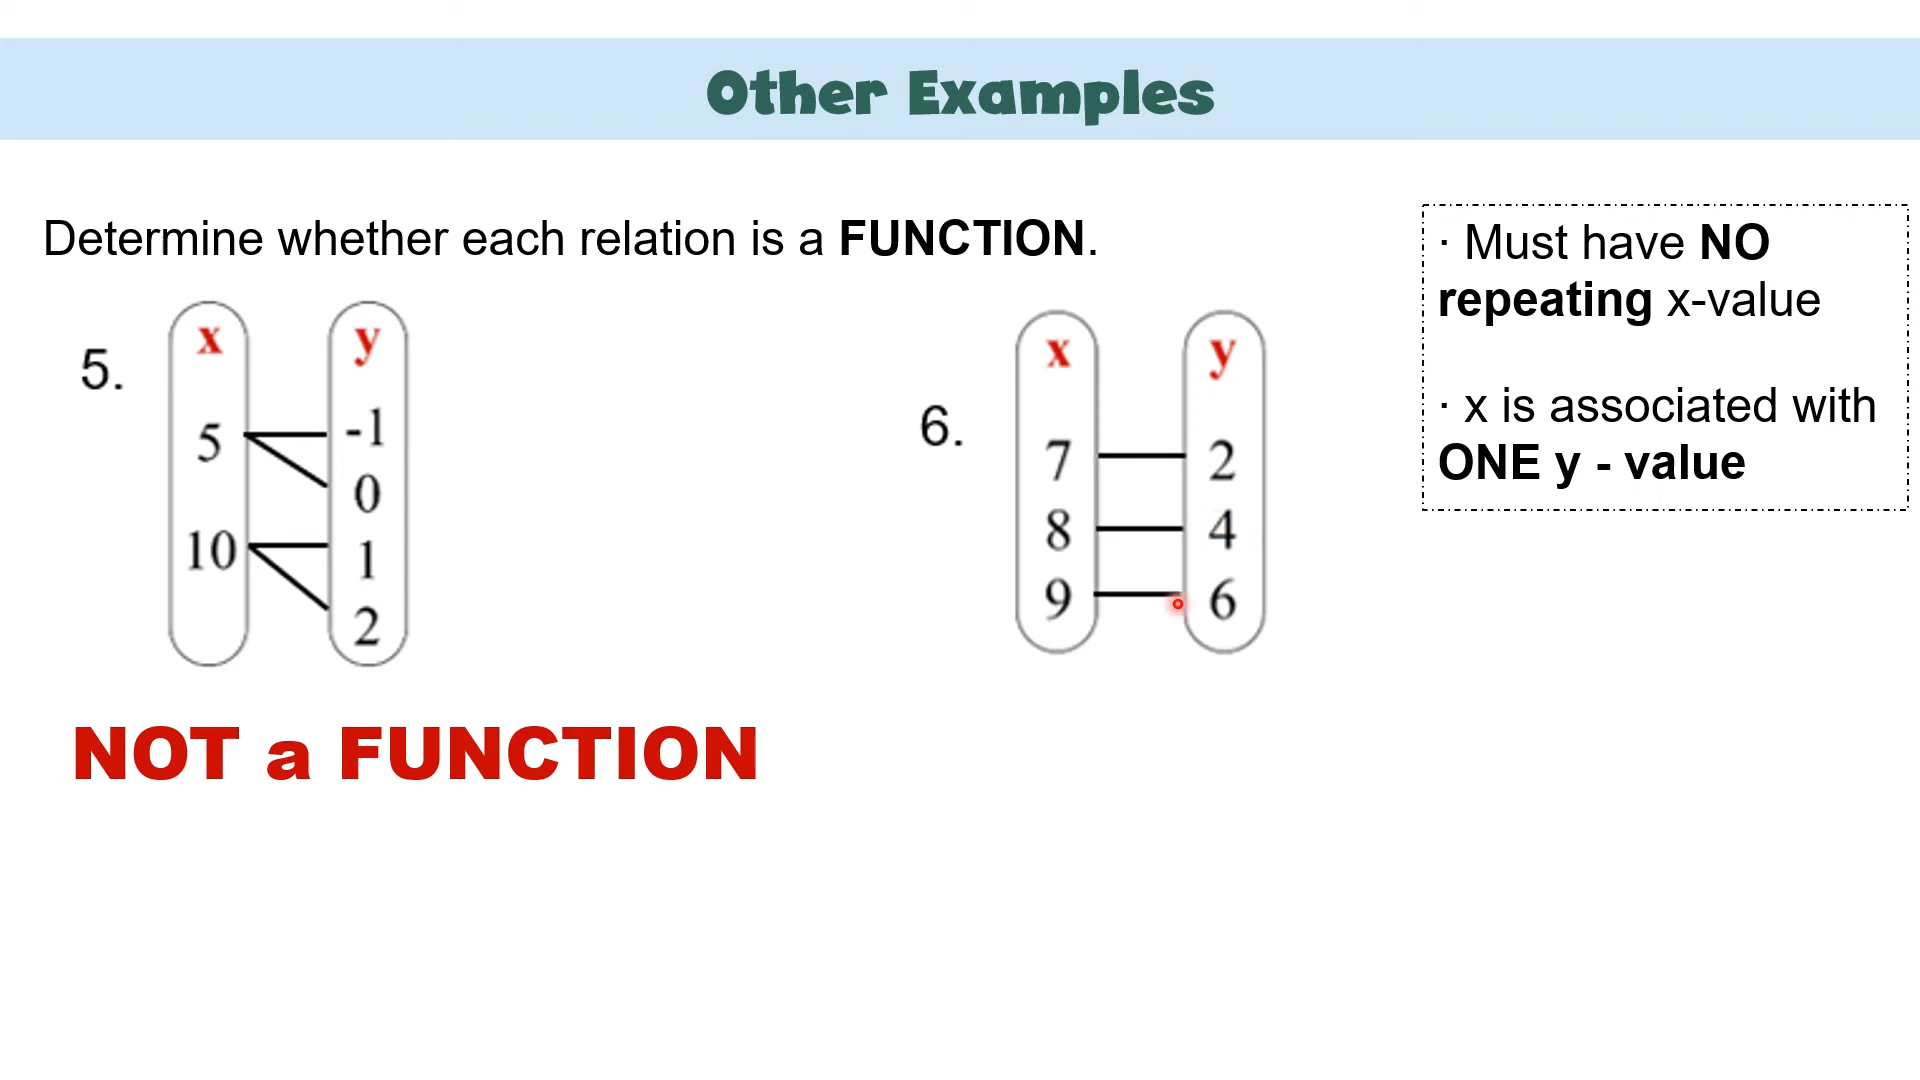 Other Examples
Determine whether each relation is a FUNCTION.
· Must have NO
repeating x-value
· x is associated with
ONE y - value
5.
x y
5 -1
0
10 1
2
6.
x y
7 2
8 4
9 6
NOT a FUNCTION